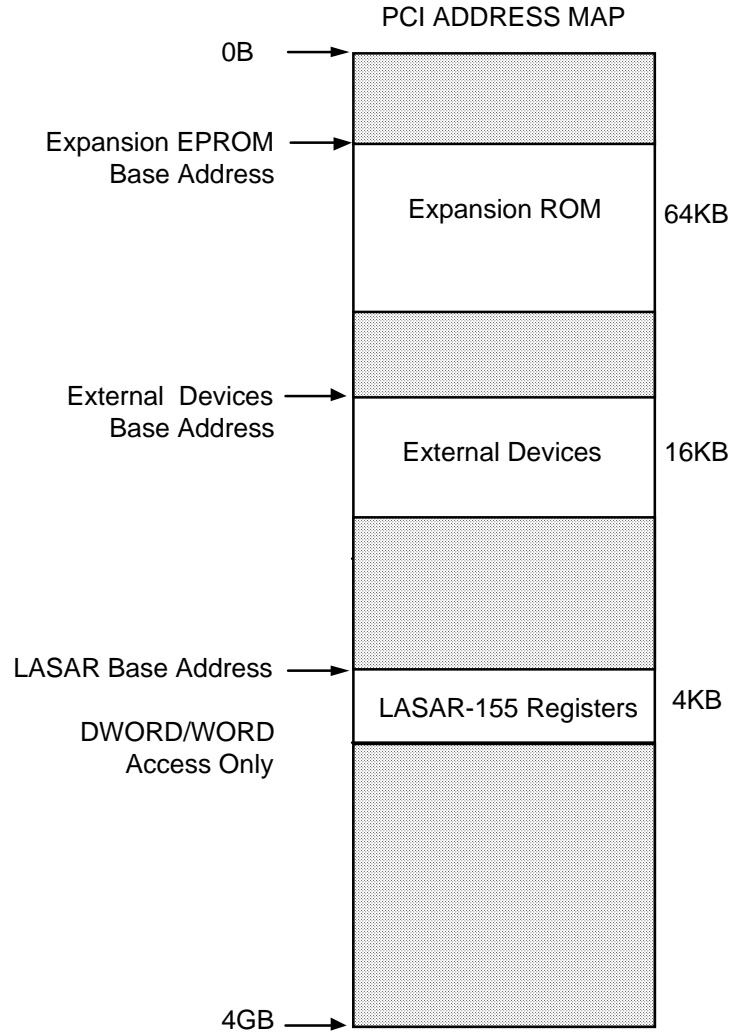 PCI ADDRESS MAP
0B
Expansion EPROM
Base Address
Expansion ROM
64KB
External Devices
Base Address
External Devices
16KB
LASAR Base Address
LASAR-155 Registers
4KB
DWORD/WORD
Access Only
4GB